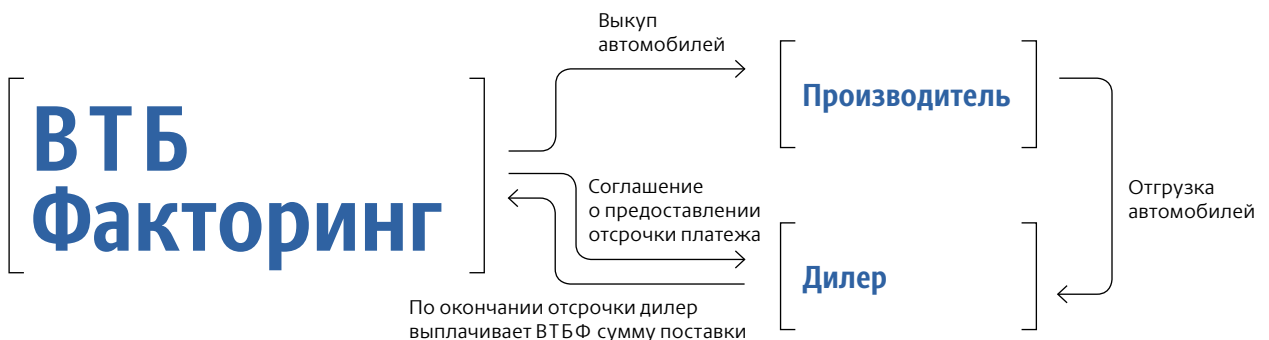 Выкуп
автомобилей
ВТБ
Факторинг
Производитель
Соглашение
о предоставлении
отсрочки платежа
Отгрузка
автомобилей
Дилер
По окончании отсрочки дилер
выплачивает ВТБФ сумму поставки